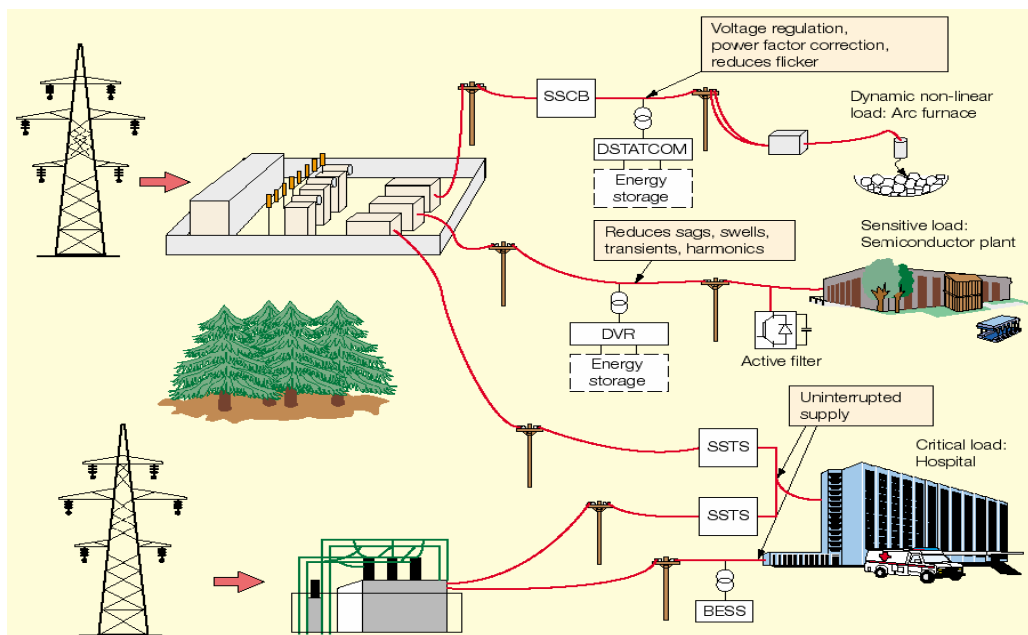 Voltage regulation,
power factor correction,
reduces flicker
SSCB
Dynamic non-linear
load: Arc furnace
DSTATCOM
Energy
storage
Reduces sags, swells,
transients, harmonics
Sensitive load:
Semiconductor plant
DVR
Energy
storage
Active filter
Uninterrupted
supply
SSTS
Critical load:
Hospital
SSTS
BESS